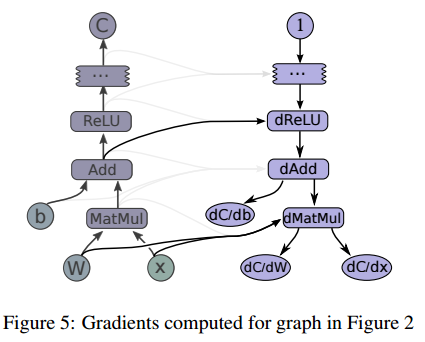 C
1
...
...
ReLU
dReLU
Add
dAdd
b
MatMul
dC/db
dMatMul
W
x
dC/dW
dC/dx
Figure 5: Gradients computed for graph in Figure 2